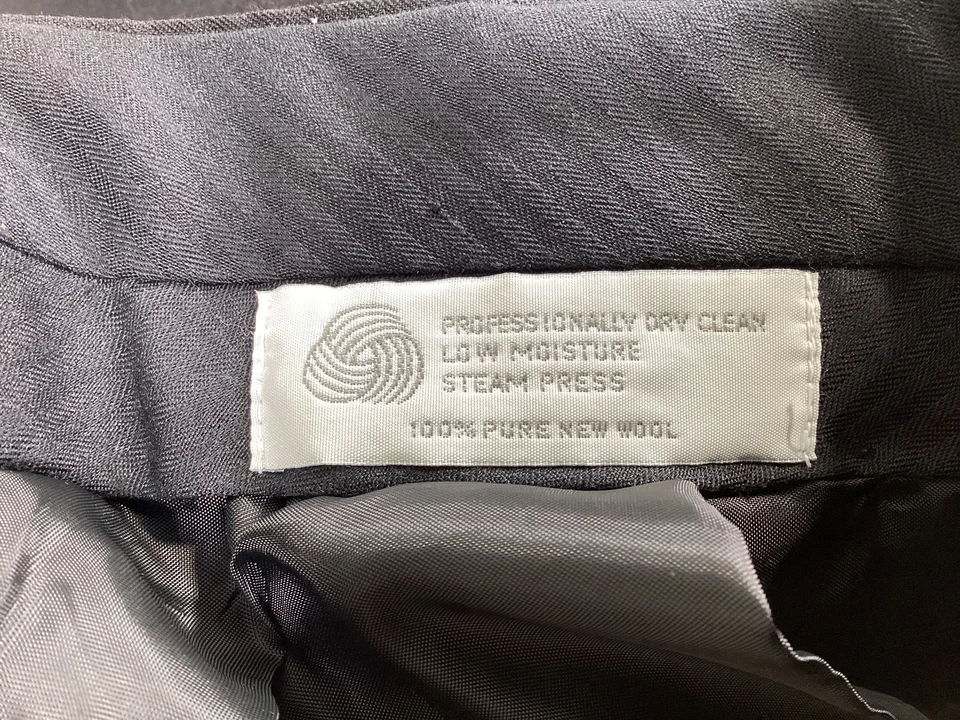 PROFESSIONALLY DRY CLEAN
LOW MOISTURE
STEAM PRESS
100% PURE NEW WOOL